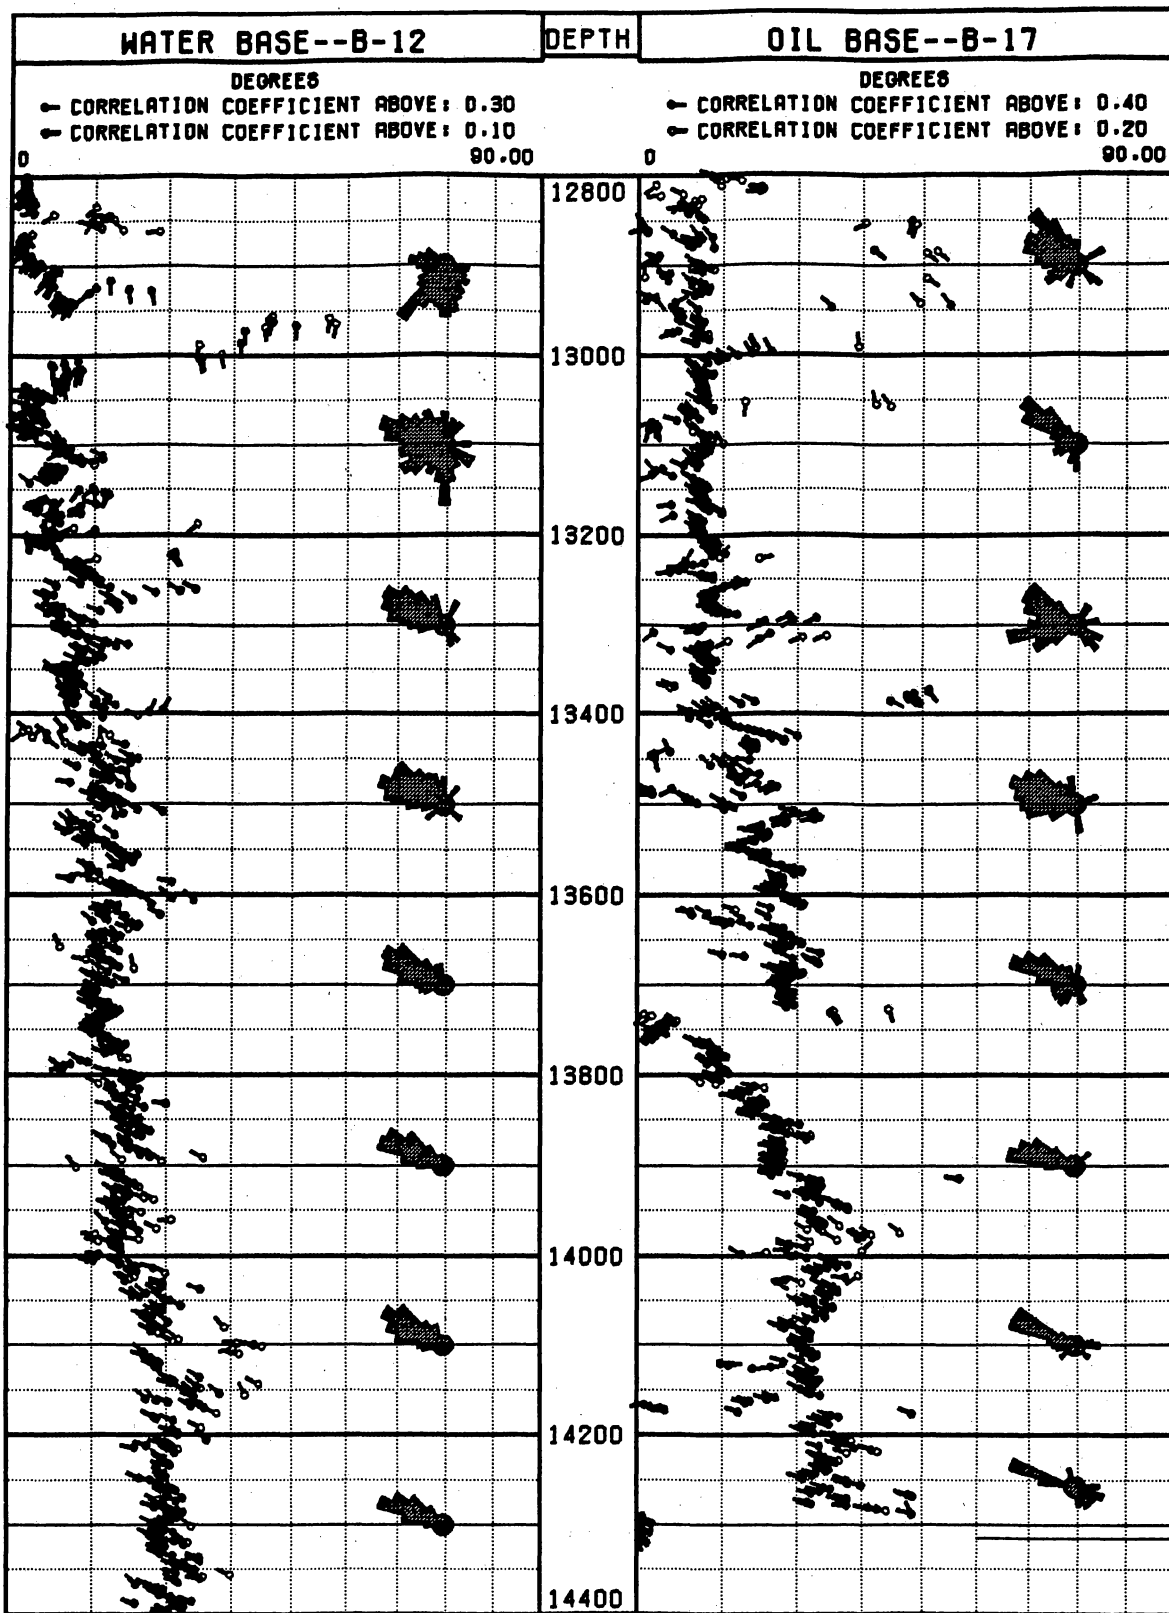 WATER BASE--B-12
DEPTH
OIL BASE--B-17
DEGREES
CORRELATION COEFFICIENT ABOVE: 0.30
CORRELATION COEFFICIENT ABOVE: 0.10
0 90.00
DEGREES
CORRELATION COEFFICIENT ABOVE: 0.40
CORRELATION COEFFICIENT ABOVE: 0.20
0 90.00
12800
13000
13200
13400
13600
13800
14000
14200
14400